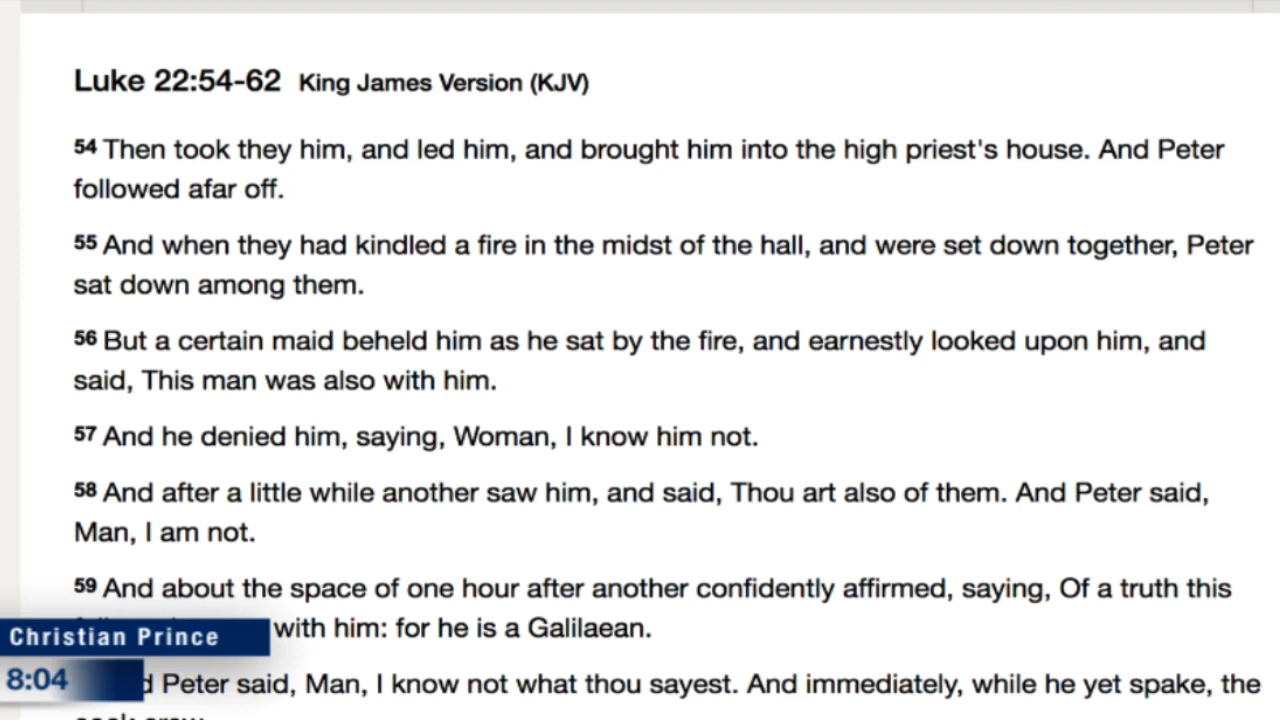 Luke 22:54-62 King James Version (KJV)
54 Then took they him, and led him, and brought him into the high priest's house. And Peter
followed afar off.
55 And when they had kindled a fire in the midst of the hall, and were set down together, Peter
sat down among them.
56 But a certain maid beheld him as he sat by the fire, and earnestly looked upon him, and
said, This man was also with him.
57 And he denied him, saying, Woman, I know him not.
58 And after a little while another saw him, and said, Thou art also of them. And Peter said,
Man, I am not.
59 And about the space of one hour after another confidently affirmed, saying, Of a truth this
with him: for he is a Galilaean.
Christian Prince
8:04
Peter said, Man, I know not what thou sayest. And immediately, while he yet spake, the